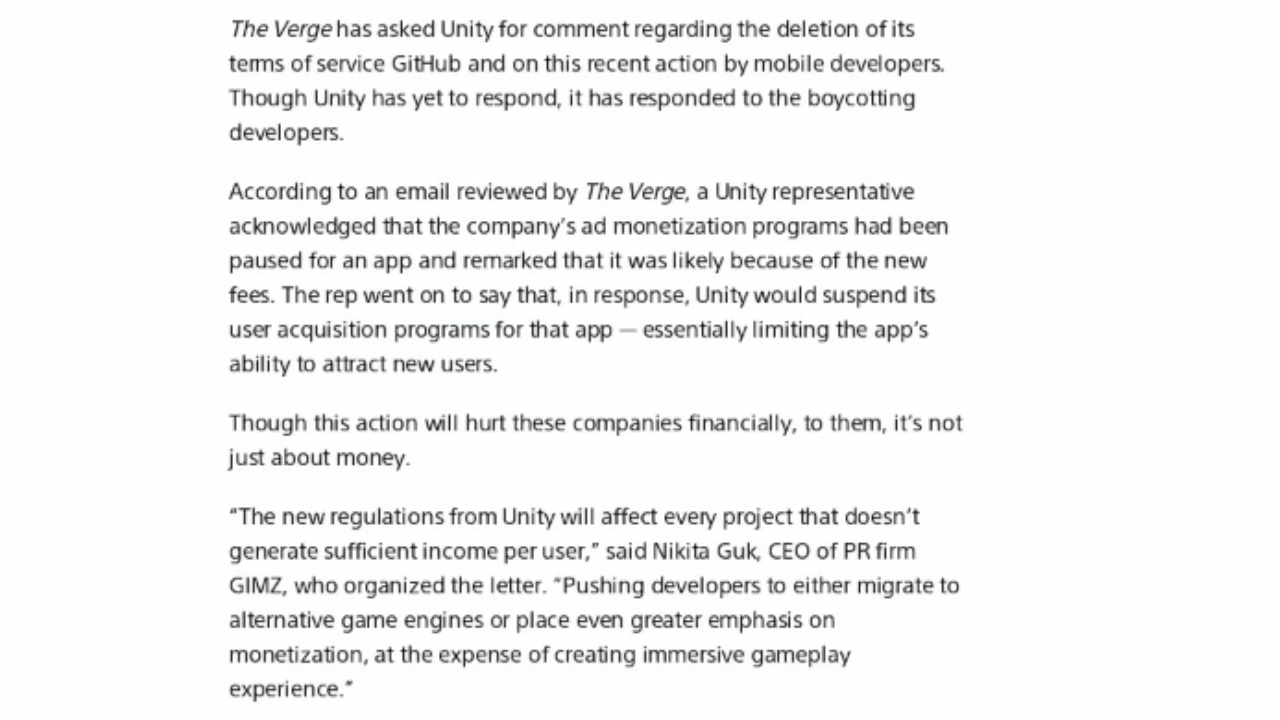 The Verge has asked Unity for comment regarding the deletion of its
terms of service GitHub and on this recent action by mobile developers.
Though Unity has yet to respond, it has responded to the boycotting
developers.
According to an email reviewed by The Verge, a Unity representative
acknowledged that the company’s ad monetization programs had been
paused for an app and remarked that it was likely because of the new
fees. The rep went on to say that, in response, Unity would suspend its
user acquisition programs for that app — essentially limiting the app’s
ability to attract new users.
Though this action will hurt these companies financially, to them, it’s not
just about money.
“The new regulations from Unity will affect every project that doesn’t
generate sufficient income per user,” said Nikita Guk, CEO of PR firm
GIMZ, who organized the letter. “Pushing developers to either migrate to
alternative game engines or place even greater emphasis on
monetization, at the expense of creating immersive gameplay
experience.”